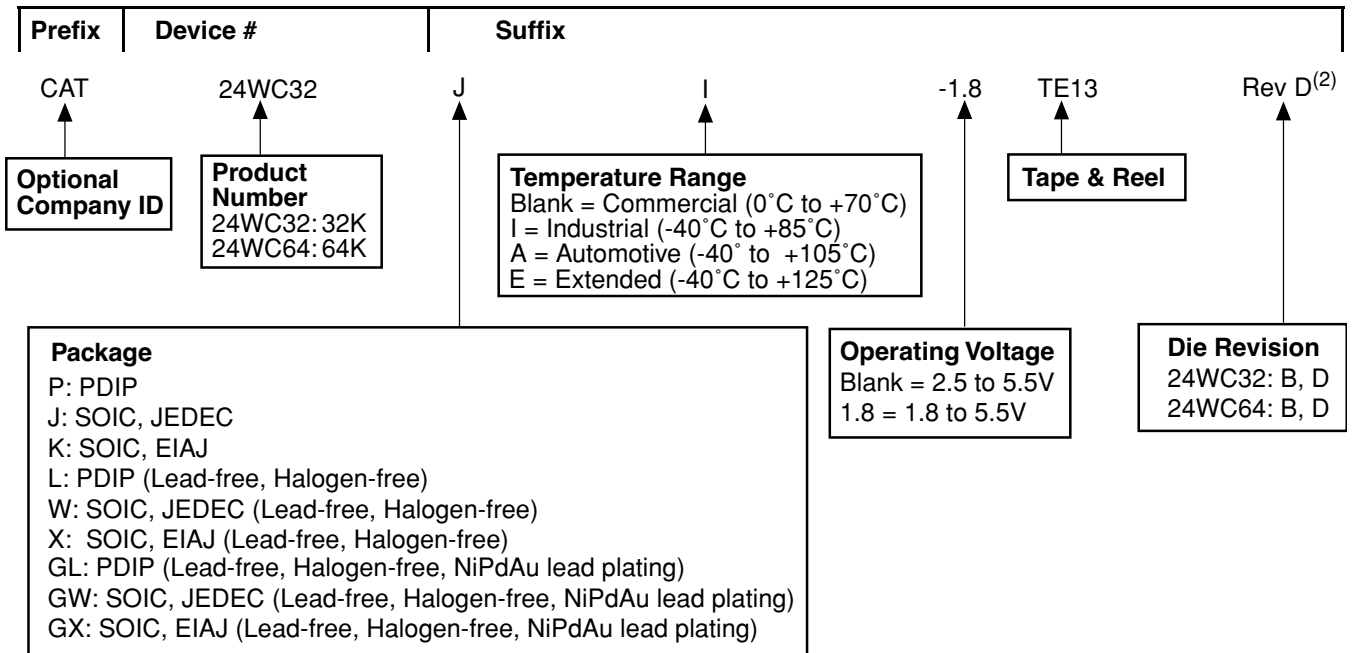 Prefix Device # Suffix
CAT 24WC32 J I -1.8 TE13 Rev D(2)
Optional
Company ID
Product
Number
24WC32: 32K
24WC64: 64K
Temperature Range
Blank = Commercial (0˚C to +70˚C)
I = Industrial (-40˚C to +85˚C)
A = Automotive (-40˚ to +105˚C)
E = Extended (-40˚C to +125˚C)
Tape & Reel
Package
P: PDIP
J: SOIC, JEDEC
K: SOIC, EIAJ
L: PDIP (Lead-free, Halogen-free)
W: SOIC, JEDEC (Lead-free, Halogen-free)
X: SOIC, EIAJ (Lead-free, Halogen-free)
GL: PDIP (Lead-free, Halogen-free, NiPdAu lead plating)
GW: SOIC, JEDEC (Lead-free, Halogen-free, NiPdAu lead plating)
GX: SOIC, EIAJ (Lead-free, Halogen-free, NiPdAu lead plating)
Operating Voltage
Blank = 2.5 to 5.5V
1.8 = 1.8 to 5.5V
Die Revision
24WC32: B, D
24WC64: B, D